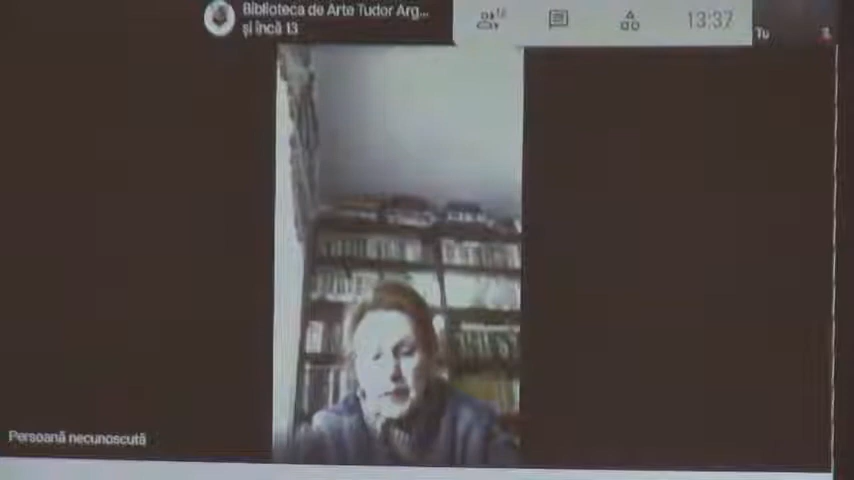 Biblioteca de Arte Tudor Arg...
și încă 13
13:37
Tu
Persoană necunoscută